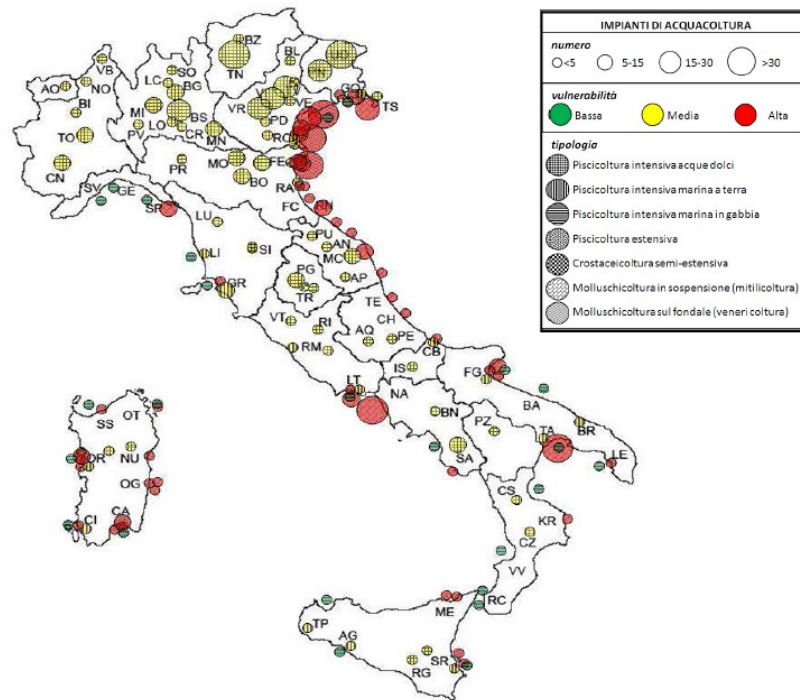 IMPIANTI DI ACQUACOLTURA
numero
<5 5-15 15-30 >30
vulnerabilità
Bassa Media Alta
tipologia
Piscicoltura intensiva acque dolci
Piscicoltura intensiva marina a terra
Piscicoltura intensiva marina in gabbia
Piscicoltura estensiva
Crostaceicoltura semi-estensiva
Molluschicoltura in sospensione (mitilicoltura)
Molluschicoltura sul fondale (veneri coltura)
BZ
BL
TN
VB
SO
AO
NO
LC
BG
BI
MI
BS
VR
VE
TS
TO
LO
CR
PV
MN
PD
RO
CN
PR
MO
FE
BO
RA
SV
GE
SP
FC
RN
LU
PU
AN
LI
SI
MC
GR
PG
AP
TR
TE
VT
RI
CH
AQ
PE
RM
CB
IS
FG
LT
NA
BA
BN
PZ
TA
BR
SA
LE
SS
OT
OR
NU
OG
CI
CA
CS
KR
CZ
VV
RC
ME
TP
AG
RG
SR